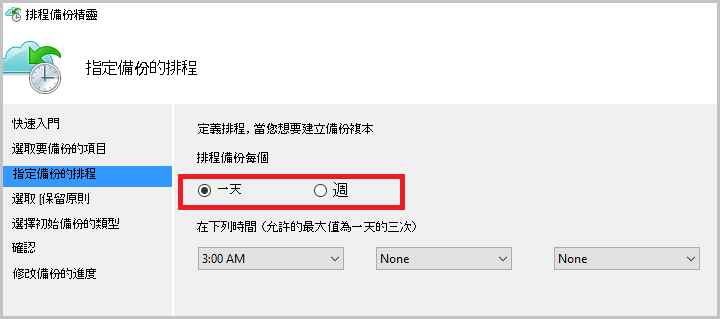 排程備份精靈
指定備份的排程
快速入門
選取要備份的項目
指定備份的排程
選取 [保留原則
選擇初始備份的類型
確認
修改備份的進度
定義排程, 當您想要建立備份複本
排程備份每個
一天 週
在下列時間 (允許的最大值為一天的三次)
3:00 AM None None